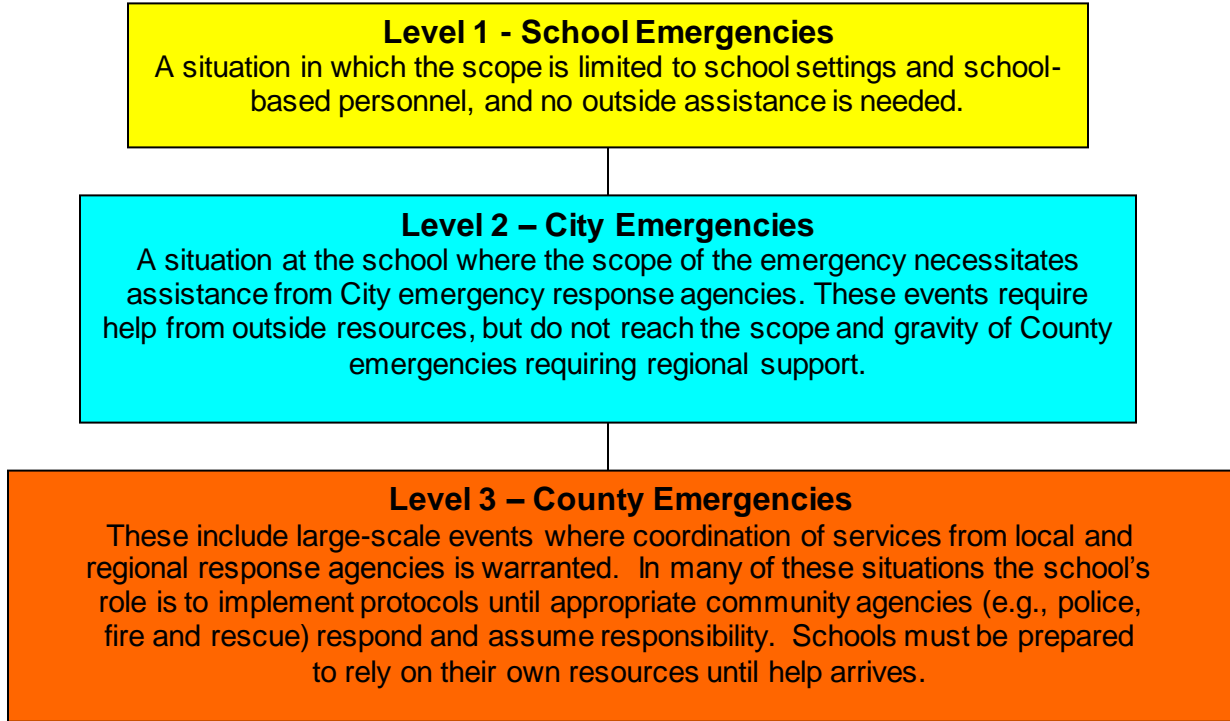 Level 1 - School Emergencies
A situation in which the scope is limited to school settings and school-
based personnel, and no outside assistance is needed.
Level 2 – City Emergencies
A situation at the school where the scope of the emergency necessitates
assistance from City emergency response agencies. These events require
help from outside resources, but do not reach the scope and gravity of County
emergencies requiring regional support.
Level 3 – County Emergencies
These include large-scale events where coordination of services from local and
regional response agencies is warranted. In many of these situations the school’s
role is to implement protocols until appropriate community agencies (e.g., police,
fire and rescue) respond and assume responsibility. Schools must be prepared
to rely on their own resources until help arrives.